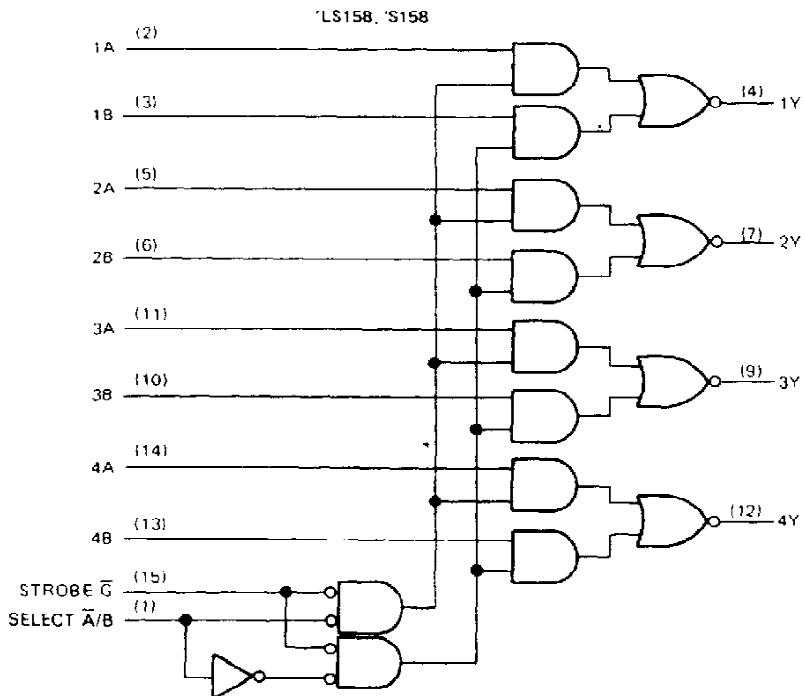 'LS158, 'S158
1A (2)
(4) 1Y
1B (3)
2A (5)
(7) 2Y
2B (6)
3A (11)
(9) 3Y
3B (10)
4A (14)
(12) 4Y
4B (13)
STROBE G̅ (15)
SELECT A̅/B (1)